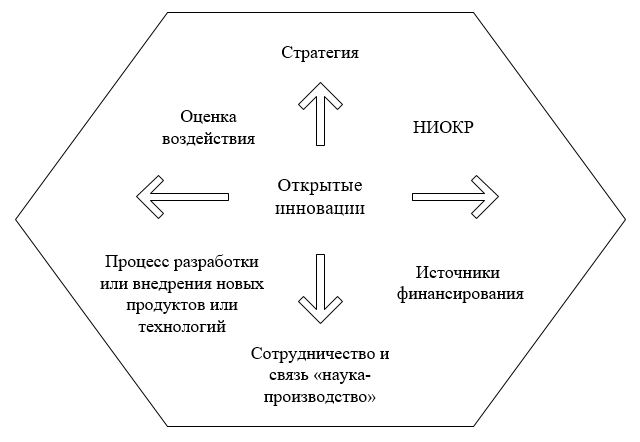 Стратегия
Оценка
воздействия
НИОКР
Открытые
инновации
Процесс разработки
или внедрения новых
продуктов или
технологий
Источники
финансирования
Сотрудничество и
связь «наука-
производство»